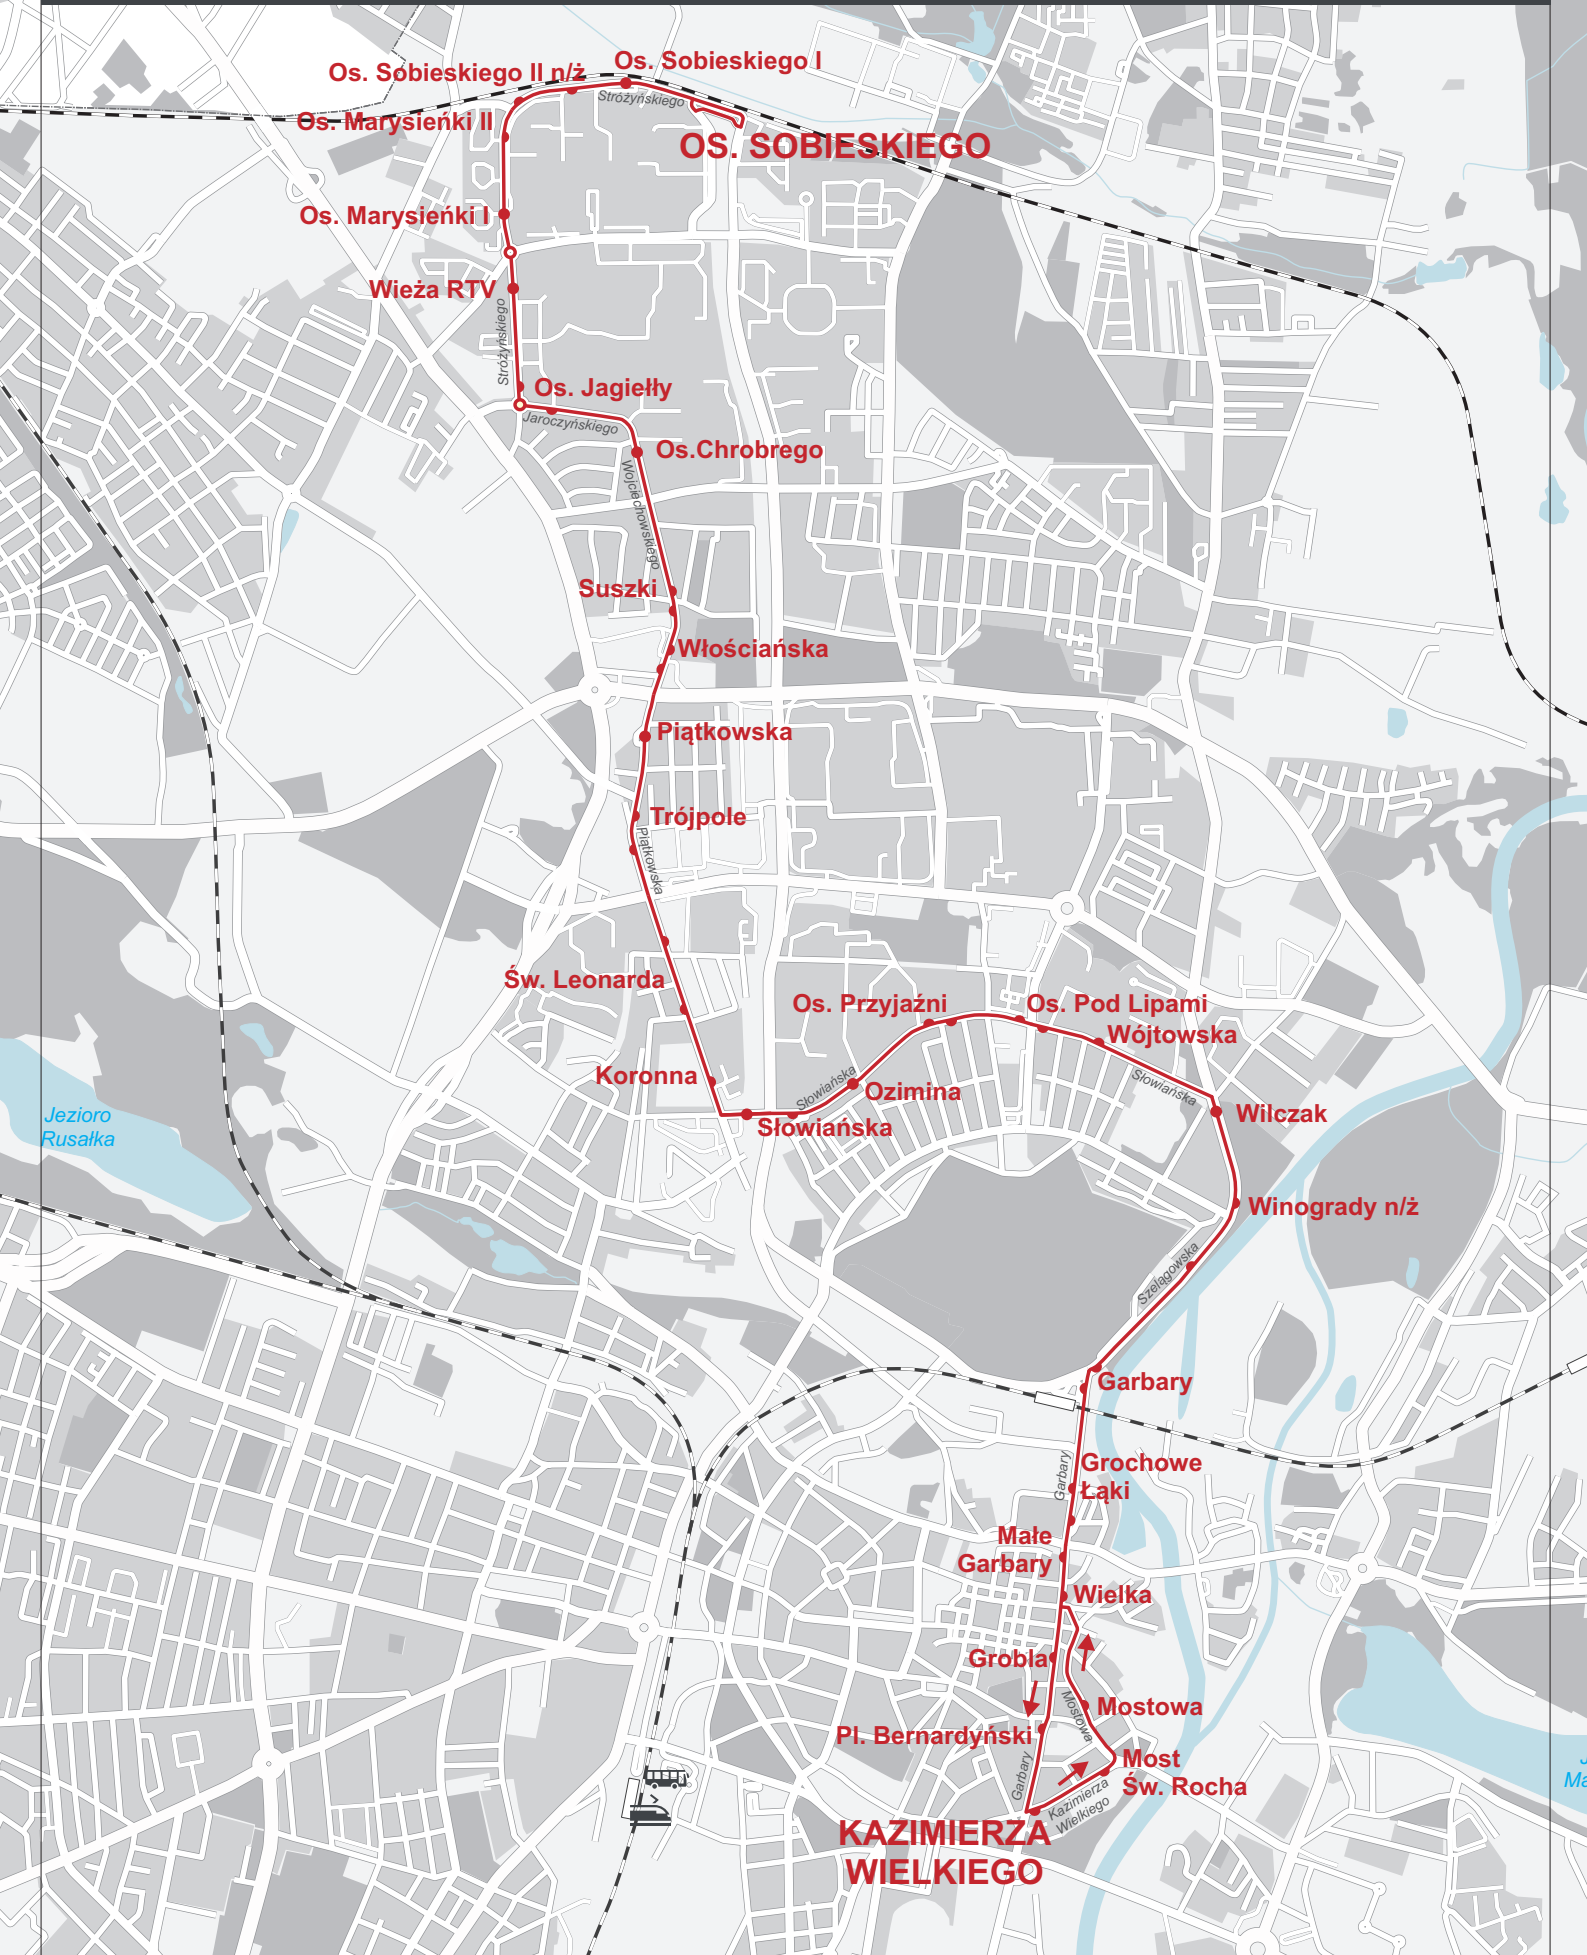 Os. Sobieskiego I
Os. Sobieskiego II n/ż
Stróżyńskiego
Os. Marysieńki II
OS. SOBIESKIEGO
Os. Marysieńki I
Wieża RTV
Stróżyńskiego
Os. Jagiełły
Jaroczyńskiego
Os.Chrobrego
Wojciechowskiego
Suszki
Włościańska
Piątkowska
Trójpole
Piątkowska
Św. Leonarda
Os. Przyjaźni
Os. Pod Lipami
Wójtowska
Koronna
Słowiańska
Ozimina
Słowiańska
Wilczak
Jezioro
Rusałka
Słowiańska
Winogrady n/ż
Szelągowska
Garbary
Garbary
Grochowe
Łąki
Małe
Garbary
Wielka
Grobla
Mostowa
Mostowa
Pl. Bernardyński
Most
Św. Rocha
Garbary
Kazimierza
Wielkiego
KAZIMIERZA
WIELKIEGO